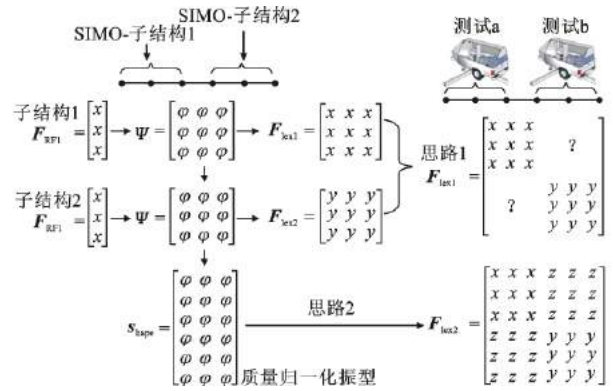 SIMO-子结构2
SIMO-子结构1
测试a 测试b
子结构1
F_RF1 = [x x x] → Ψ = [φ φ φ; φ φ φ; φ φ φ] → F_lex1 = [x x x; x x x; x x x]
思路1
F_lex1 = [x x x ?; x x x; x x x; ? y y y; y y y; y y y]
子结构2
F_RF1 = [x x x] → Ψ = [φ φ φ; φ φ φ; φ φ φ] → F_lex2 = [y y y; y y y; y y y]
s_hape = [φ φ φ; φ φ φ; φ φ φ; φ φ φ; φ φ φ; φ φ φ]
质量归一化振型
思路2
F_lex2 = [x x x z z z; x x x z z z; x x x z z z; z z z y y y; z z z y y y; z z z y y y]